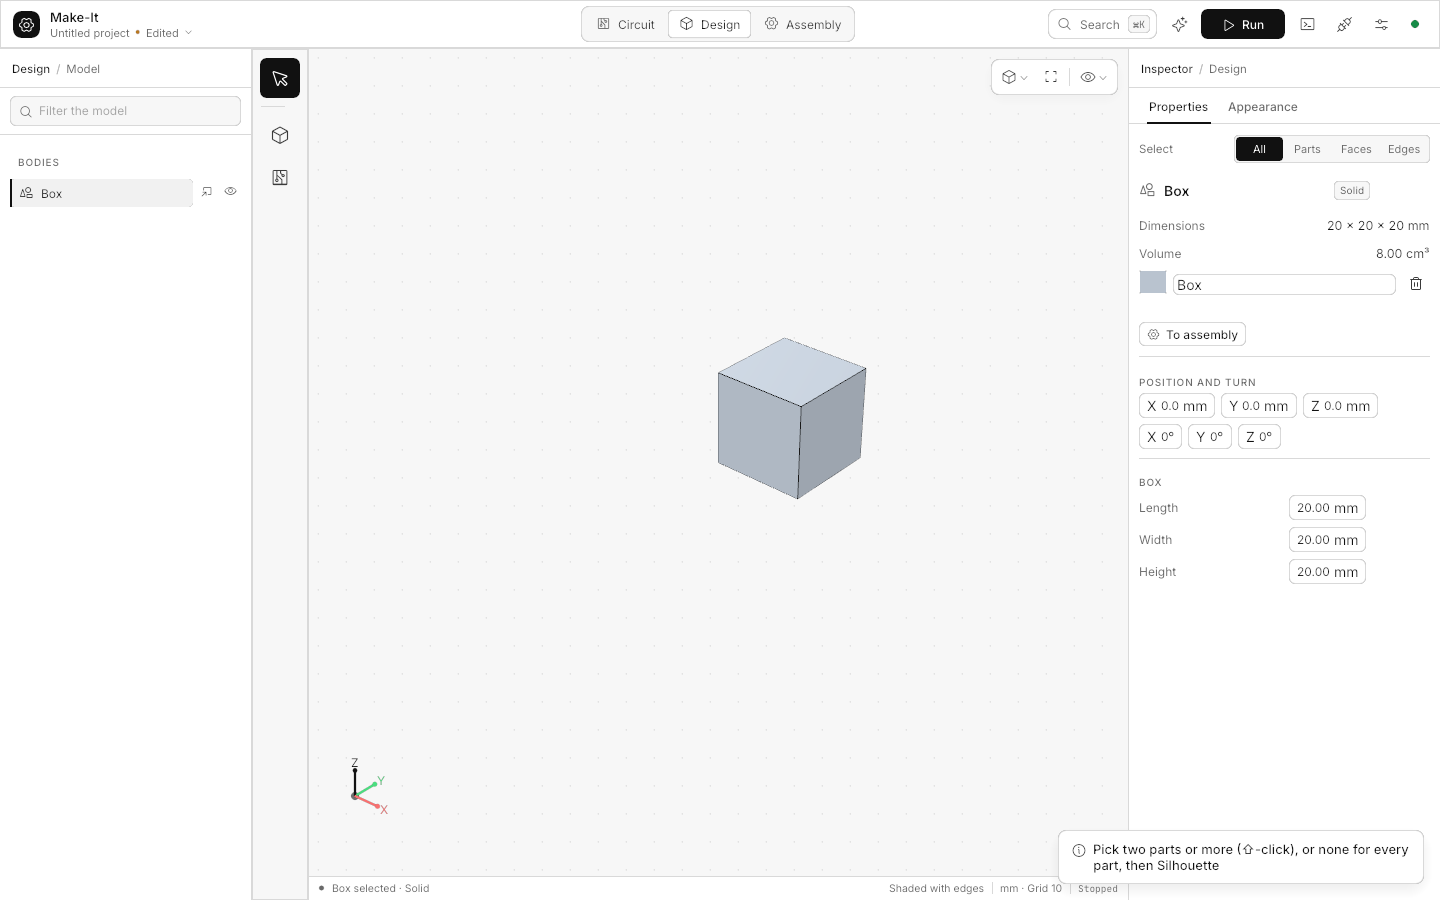 Make-It
Untitled project • Edited
Circuit
Design
Assembly
Search ⌘K
Run
Design / Model
Filter the model
BODIES
Box
Z
Y
X
Box selected · Solid
Shaded with edges
mm · Grid 10
Stopped
Inspector / Design
Properties
Appearance
Select
All
Parts
Faces
Edges
Box
Solid
Dimensions
20 × 20 × 20 mm
Volume
8.00 cm³
Box
To assembly
POSITION AND TURN
X 0.0 mm
Y 0.0 mm
Z 0.0 mm
X 0°
Y 0°
Z 0°
BOX
Length
20.00 mm
Width
20.00 mm
Height
20.00 mm
Pick two parts or more (⇧-click), or none for every
part, then Silhouette